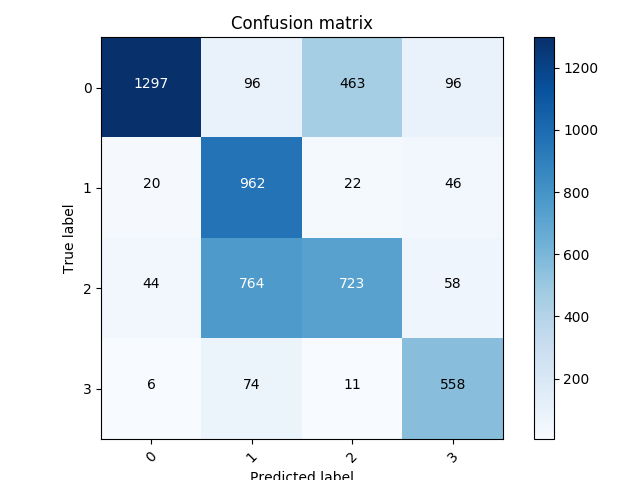 Confusion matrix
0 1297 96 463 96
1 20 962 22 46
2 44 764 723 58
3 6 74 11 558
0 1 2 3
True label
Predicted label
1200
1000
800
600
400
200